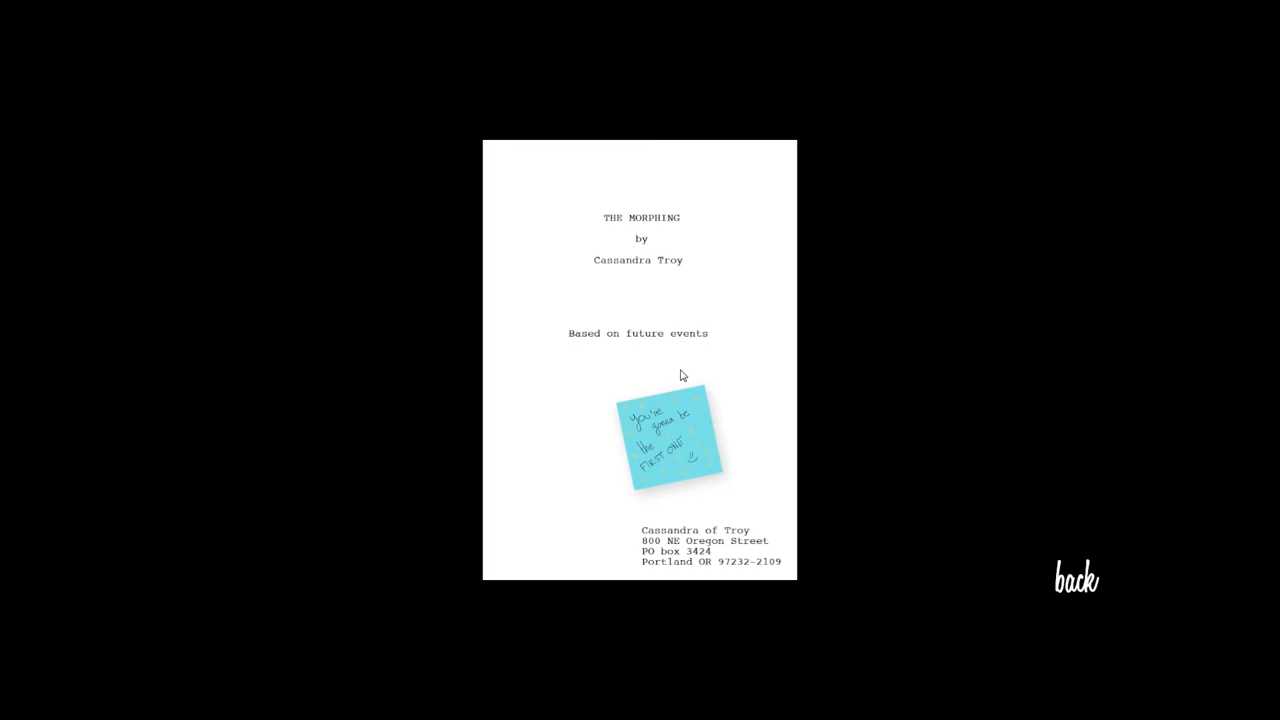 THE MORPHING
by
Cassandra Troy
Based on future events
you're
gonna be
the
FIRST ONE
Cassandra of Troy
800 NE Oregon Street
PO box 3424
Portland OR 97232-2109
back